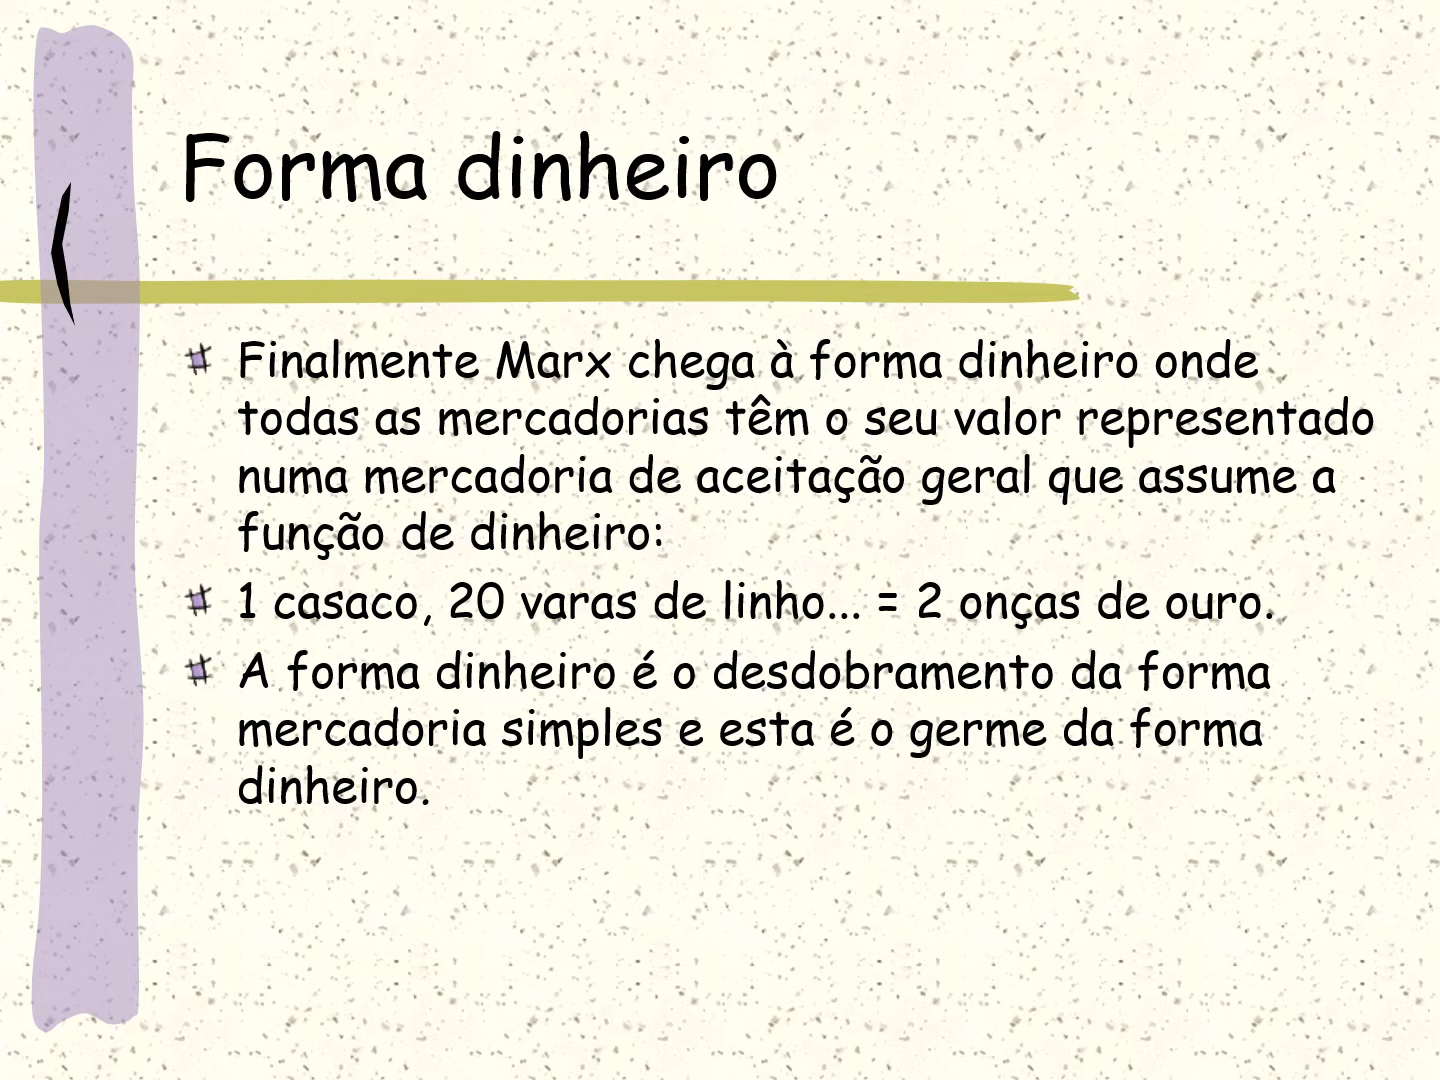 Forma dinheiro
Finalmente Marx chega à forma dinheiro onde
todas as mercadorias têm o seu valor representado
numa mercadoria de aceitação geral que assume a
função de dinheiro:
1 casaco, 20 varas de linho... = 2 onças de ouro.
A forma dinheiro é o desdobramento da forma
mercadoria simples e esta é o germe da forma
dinheiro.